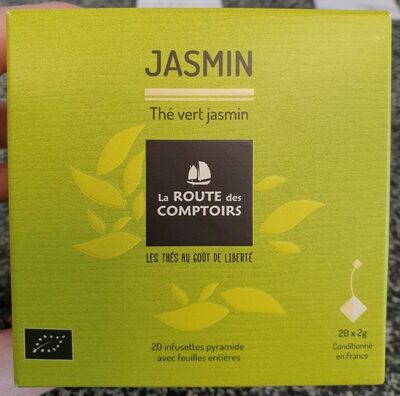 JASMIN
Thé vert jasmin
La ROUTE des
COMPTOIRS
LES THÉS AU GOÛT DE LIBERTÉ
20 infusettes pyramide
avec feuilles entières
20 x 2g
Conditionné
en France